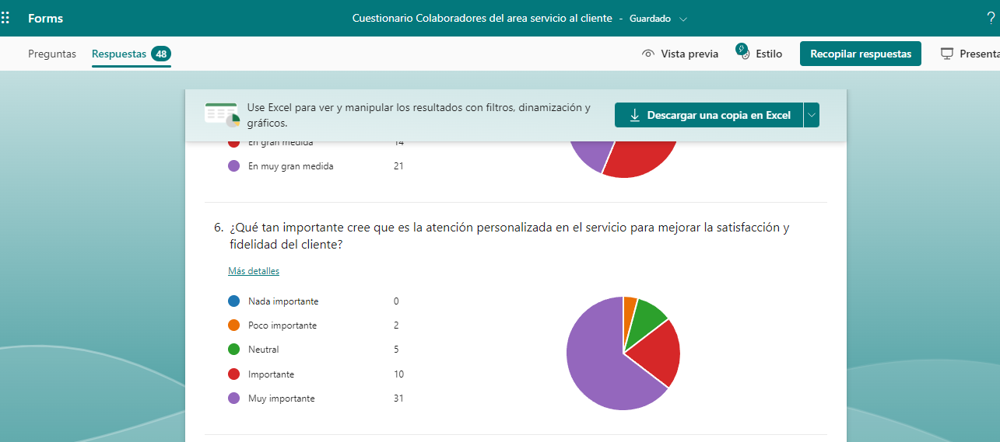 Forms
Cuestionario Colaboradores del area servicio al cliente - Guardado
?
Preguntas
Respuestas 48
Vista previa
Estilo
Recopilar respuestas
Presenta
Use Excel para ver y manipular los resultados con filtros, dinamización y
gráficos.
Descargar una copia en Excel
En gran medida 14
En muy gran medida 21
6. ¿Qué tan importante cree que es la atención personalizada en el servicio para mejorar la satisfacción y
fidelidad del cliente?
Más detalles
Nada importante 0
Poco importante 2
Neutral 5
Importante 10
Muy importante 31